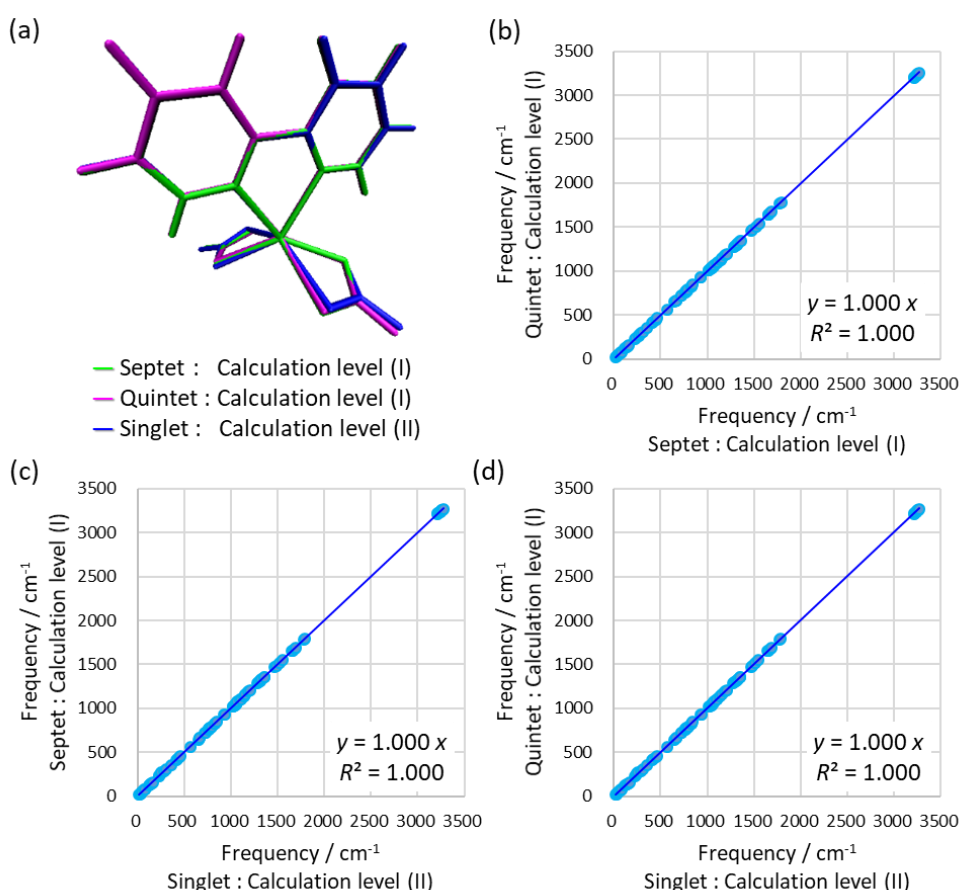 (a)
Septet : Calculation level (I)
Quintet : Calculation level (I)
Singlet : Calculation level (II)
(b)
Frequency / cm⁻¹
Quintet : Calculation level (I)
3500
3000
2500
2000
1500
1000
500
0
y = 1.000 x
R² = 1.000
0 500 1000 1500 2000 2500 3000 3500
Frequency / cm⁻¹
Septet : Calculation level (I)
(c)
Frequency / cm⁻¹
Septet : Calculation level (I)
3500
3000
2500
2000
1500
1000
500
0
y = 1.000 x
R² = 1.000
0 500 1000 1500 2000 2500 3000 3500
Frequency / cm⁻¹
Singlet : Calculation level (II)
(d)
Frequency / cm⁻¹
Quintet : Calculation level (I)
3500
3000
2500
2000
1500
1000
500
0
y = 1.000 x
R² = 1.000
0 500 1000 1500 2000 2500 3000 3500
Frequency / cm⁻¹
Singlet : Calculation level (II)